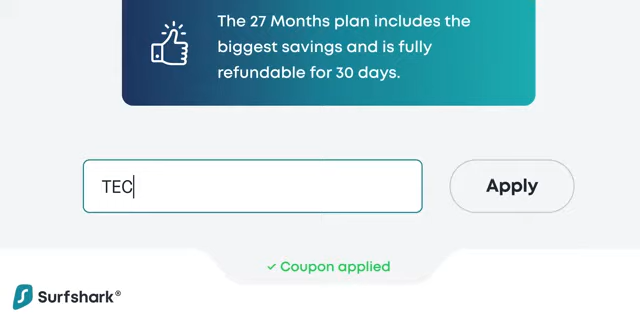 The 27 Months plan includes the
biggest savings and is fully
refundable for 30 days.
TEC
Apply
✓ Coupon applied
Surfshark®